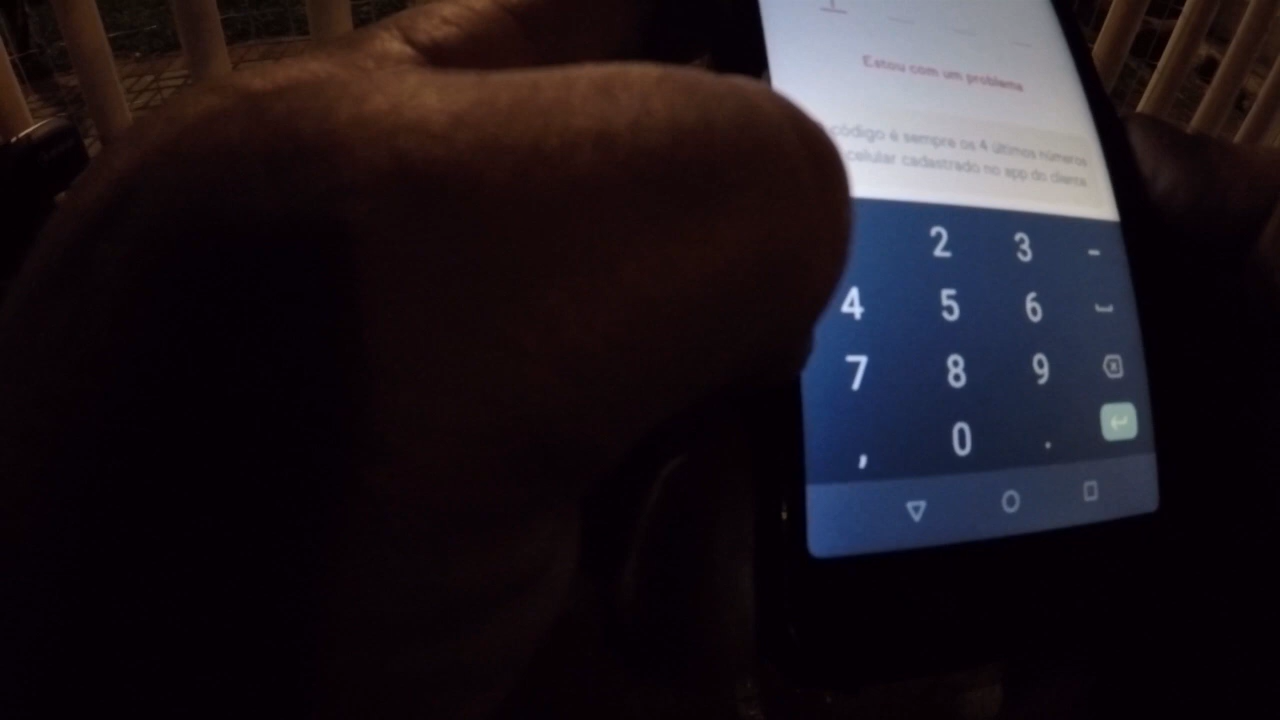 1
Estou com um problema
código é sempre os 4 últimos números
celular cadastrado no app do cliente
2 3 -
4 5 6
7 8 9
, 0 .